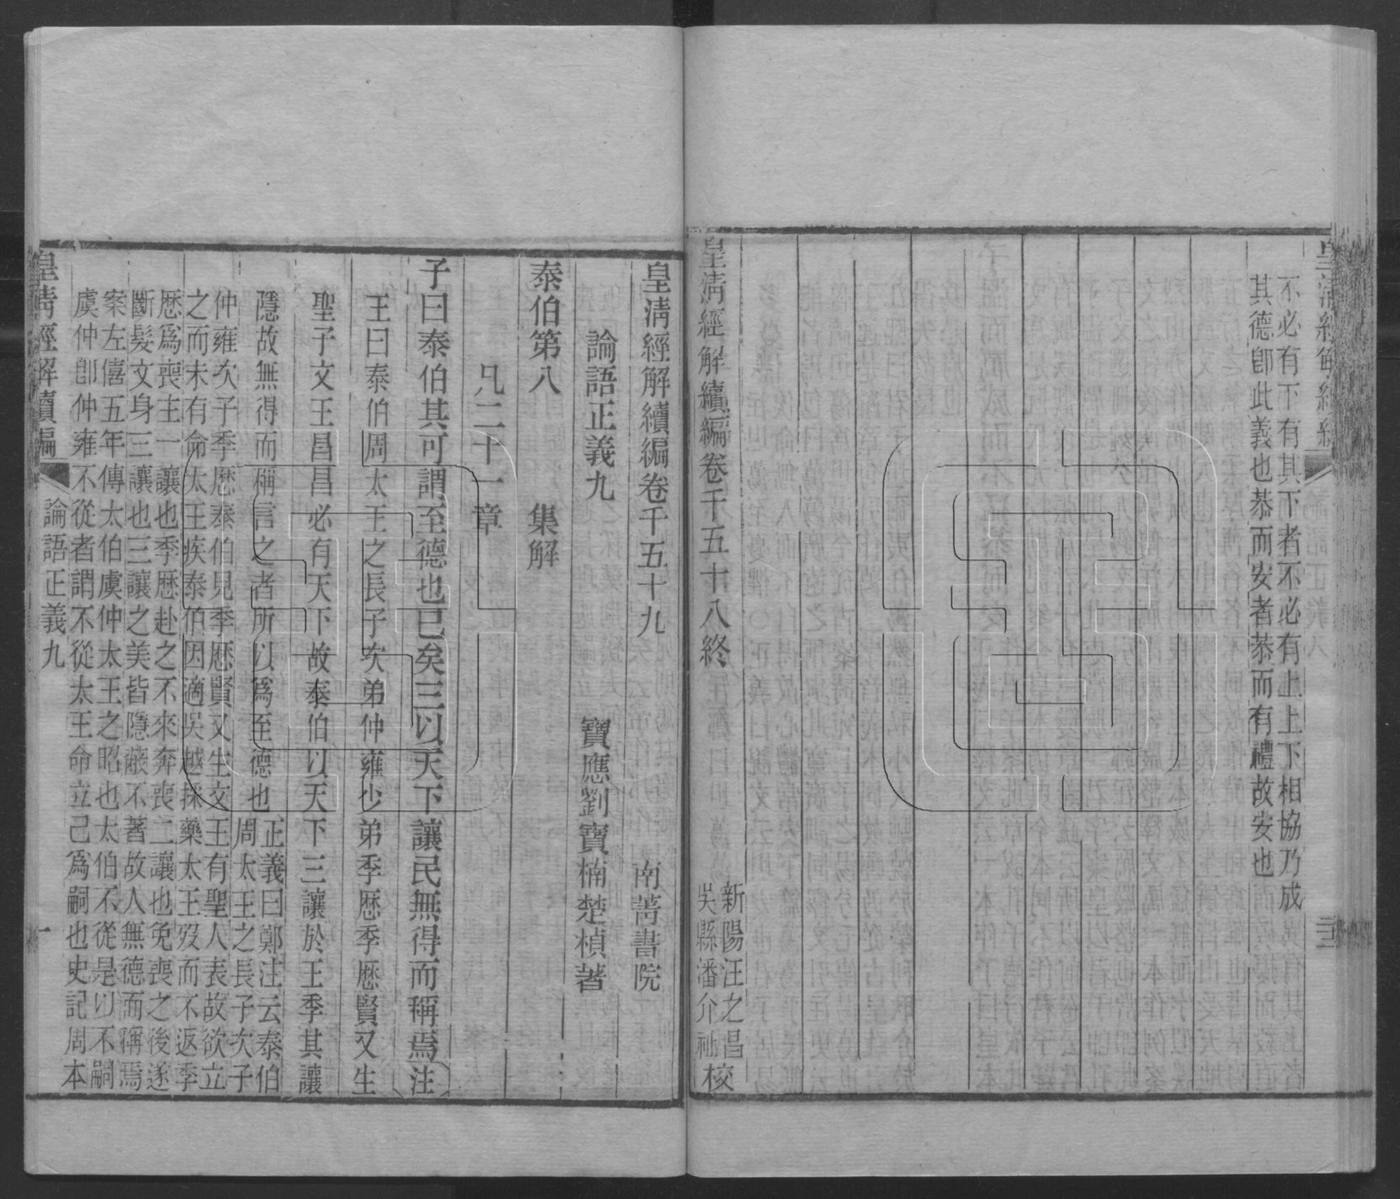 不必有下有其下者不必有上上下相協乃成
其德卽此義也恭而安者恭而有禮故安也
皇淸經解續編卷千五十八終
新陽汪之昌
吳縣潘介祉
校
皇淸經解續編卷千五十九
南菁書院
論語正義九
寶應劉寶楠楚楨著
泰伯第八
集解
凡二十一章
子曰泰伯其可謂至德也已矣三以天下讓民無得而稱焉注
王曰泰伯周太王之長子次弟仲雍少弟季歷季歷賢又生
聖子文王昌昌必有天下故泰伯以天下三讓於王季其讓
隱故無得而稱言之者所以爲至德也
正義曰鄭注云泰伯
周太王之長子次子
仲雍次子季歷泰伯見季歷賢又生文王有聖人表故欲立
之而未有命太王疾泰伯因適吳越採藥太王歿而不返季
歷爲喪主一讓也季歷赴之不來奔喪二讓也免喪之後遂
斷髮文身三讓也三讓之美皆隱蔽不著故人無德而稱焉
案左僖五年傳太伯虞仲太王之昭也太伯不從是以不嗣
虞仲卽仲雍不從者謂不從太王命立己爲嗣也史記周本
皇淸經解續編
論語正義九
一